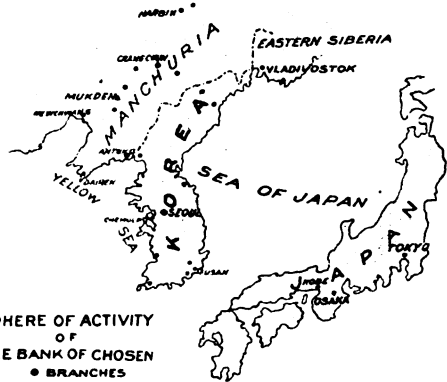 HARBIN
MANCHURIA
EASTERN SIBERIA
VLADIVOSTOK
MUKDEN
ANTUNG
DAIREN
YELLOW
SEA
KOREA
SEA OF JAPAN
CHEMULPO
SEOUL
FUSAN
JAPAN
TOKYO
KOBE
OSAKA
PHERE OF ACTIVITY
OF
E BANK OF CHOSEN
● BRANCHES